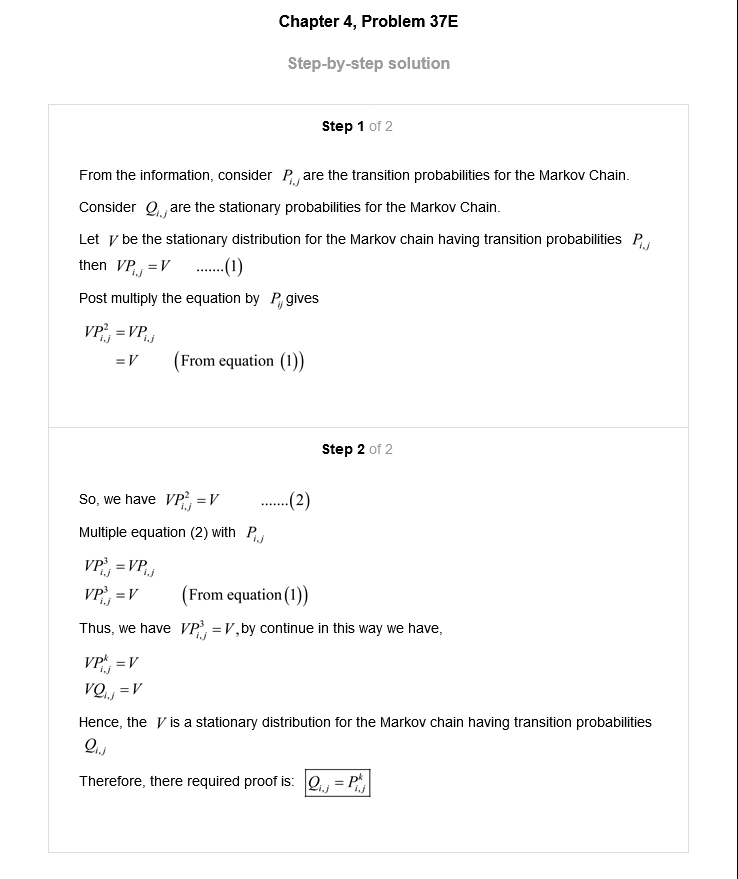 Chapter 4, Problem 37E
Step-by-step solution
Step 1 of 2
From the information, consider P_{i,j} are the transition probabilities for the Markov Chain.
Consider Q_{i,j} are the stationary probabilities for the Markov Chain.
Let V be the stationary distribution for the Markov chain having transition probabilities P_{i,j}
then VP_{i,j} = V .......(1)
Post multiply the equation by P_{ij} gives
VP_{i,j}^2 = VP_{i,j}
= V (From equation (1))
Step 2 of 2
So, we have VP_{i,j}^2 = V .......(2)
Multiple equation (2) with P_{i,j}
VP_{i,j}^3 = VP_{i,j}
VP_{i,j}^3 = V (From equation (1))
Thus, we have VP_{i,j}^3 = V, by continue in this way we have,
VP_{i,j}^k = V
VQ_{i,j} = V
Hence, the V is a stationary distribution for the Markov chain having transition probabilities
Q_{i,j}
Therefore, there required proof is: Q_{i,j} = P_{i,j}^k